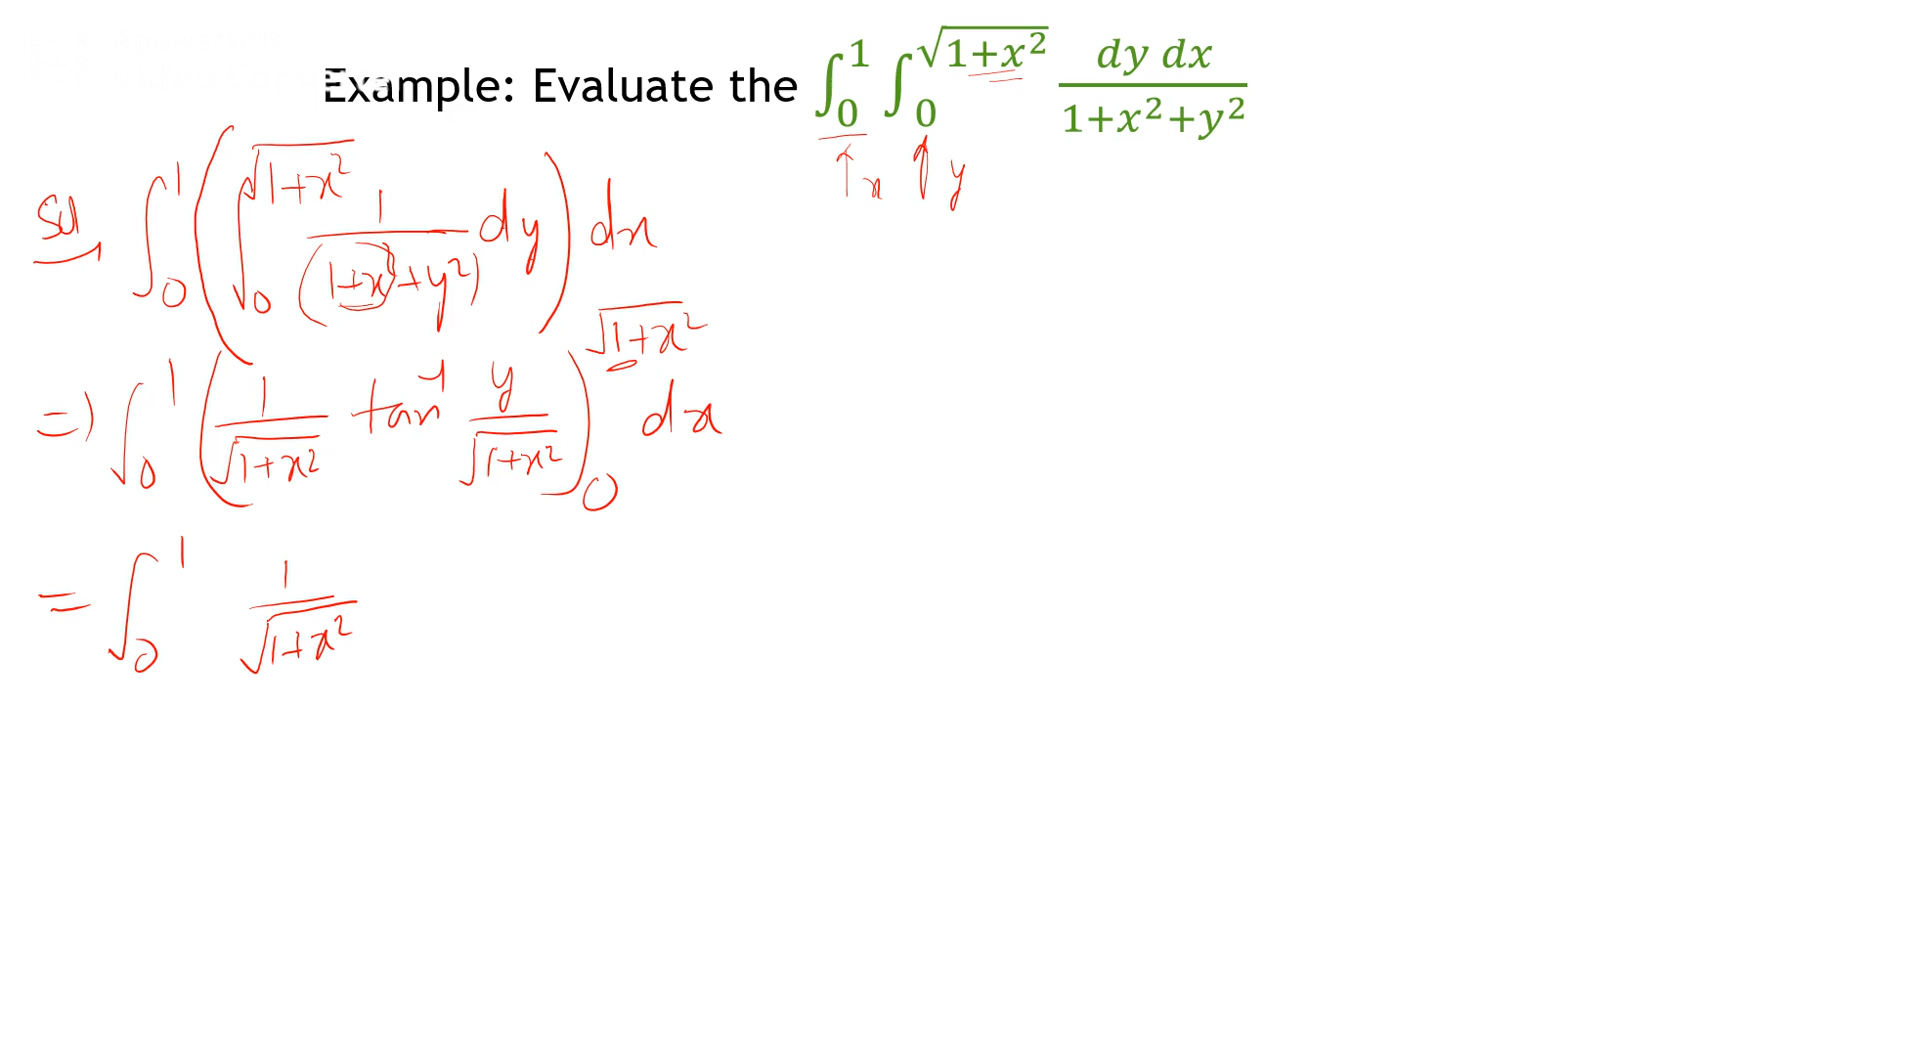 Example: Evaluate the ∫₀¹ ∫₀^√(1+x²) dy dx / (1+x²+y²)
↑x ↑y
Sol ∫₀¹ ( ∫₀^√(1+x²) 1/(1+x²+y²) dy ) dx
=) ∫₀¹ ( 1/√(1+x²) tan⁻¹ y/√(1+x²) )₀^√(1+x²) dx
= ∫₀¹ 1/√(1+x²)